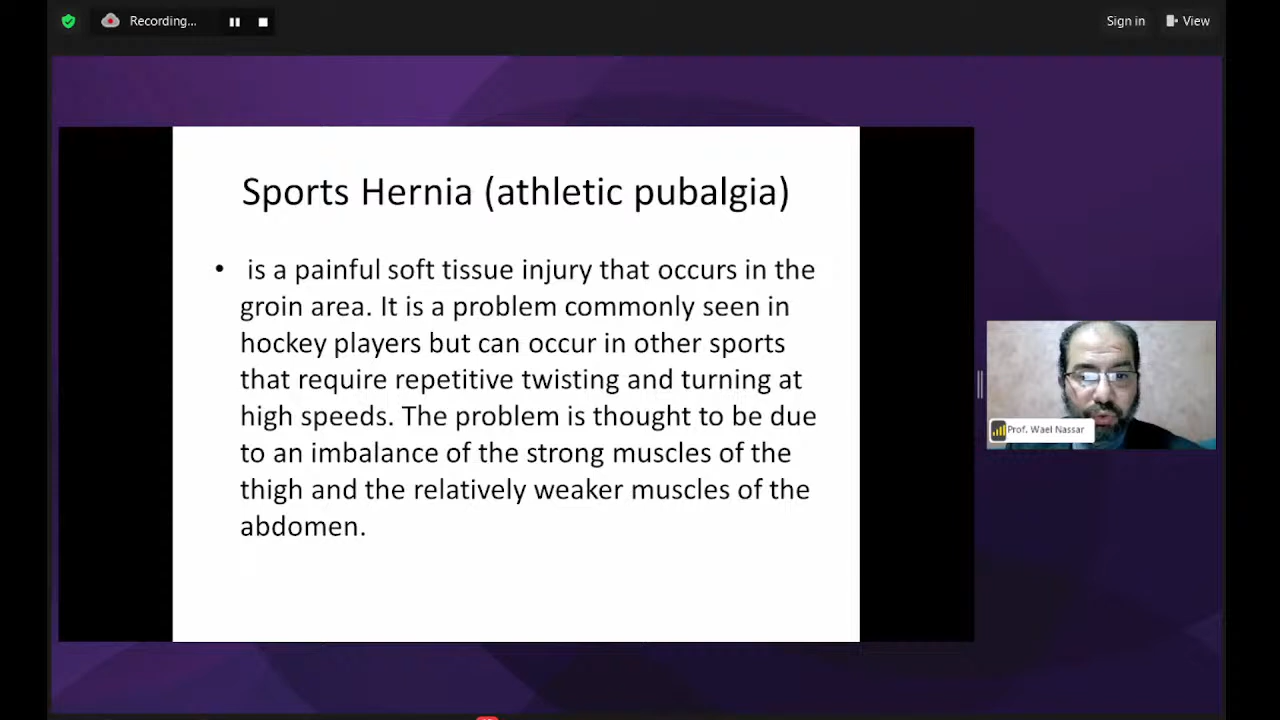 Recording...
Sign in
View
Sports Hernia (athletic pubalgia)
• is a painful soft tissue injury that occurs in the
groin area. It is a problem commonly seen in
hockey players but can occur in other sports
that require repetitive twisting and turning at
high speeds. The problem is thought to be due
to an imbalance of the strong muscles of the
thigh and the relatively weaker muscles of the
abdomen.
Prof. Wael Nassar